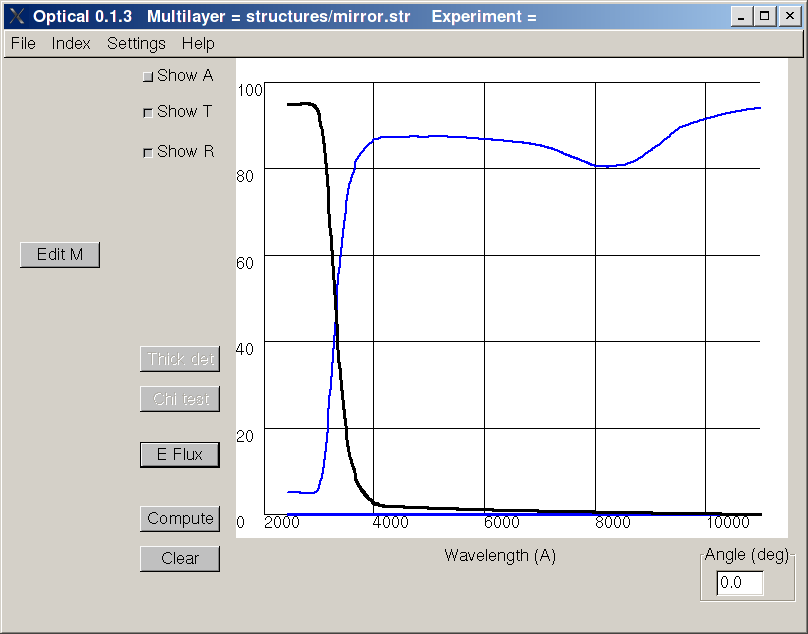 Optical 0.1.3 Multilayer = structures/mirror.str Experiment =
File Index Settings Help
Show A
Show T
Show R
Edit M
Thick det
Chi test
E Flux
Compute
Clear
100
80
60
40
20
0 2000 4000 6000 8000 10000
Wavelength (A)
Angle (deg)
0.0